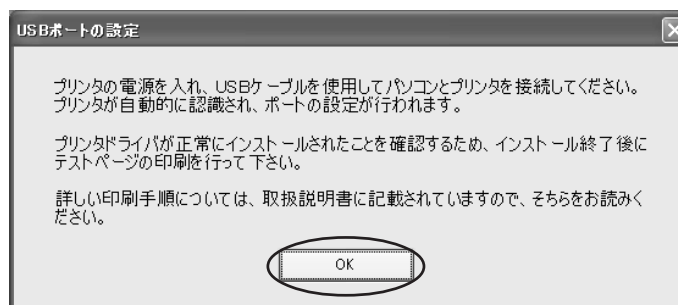 USBポートの設定
プリンタの電源を入れ、USBケーブルを使用してパソコンとプリンタを接続してください。
プリンタが自動的に認識され、ポートの設定が行われます。
プリンタドライバが正常にインストールされたことを確認するため、インストール終了後に
テストページの印刷を行って下さい。
詳しい印刷手順については、取扱説明書に記載されていますので、そちらをお読みく
ださい。
OK